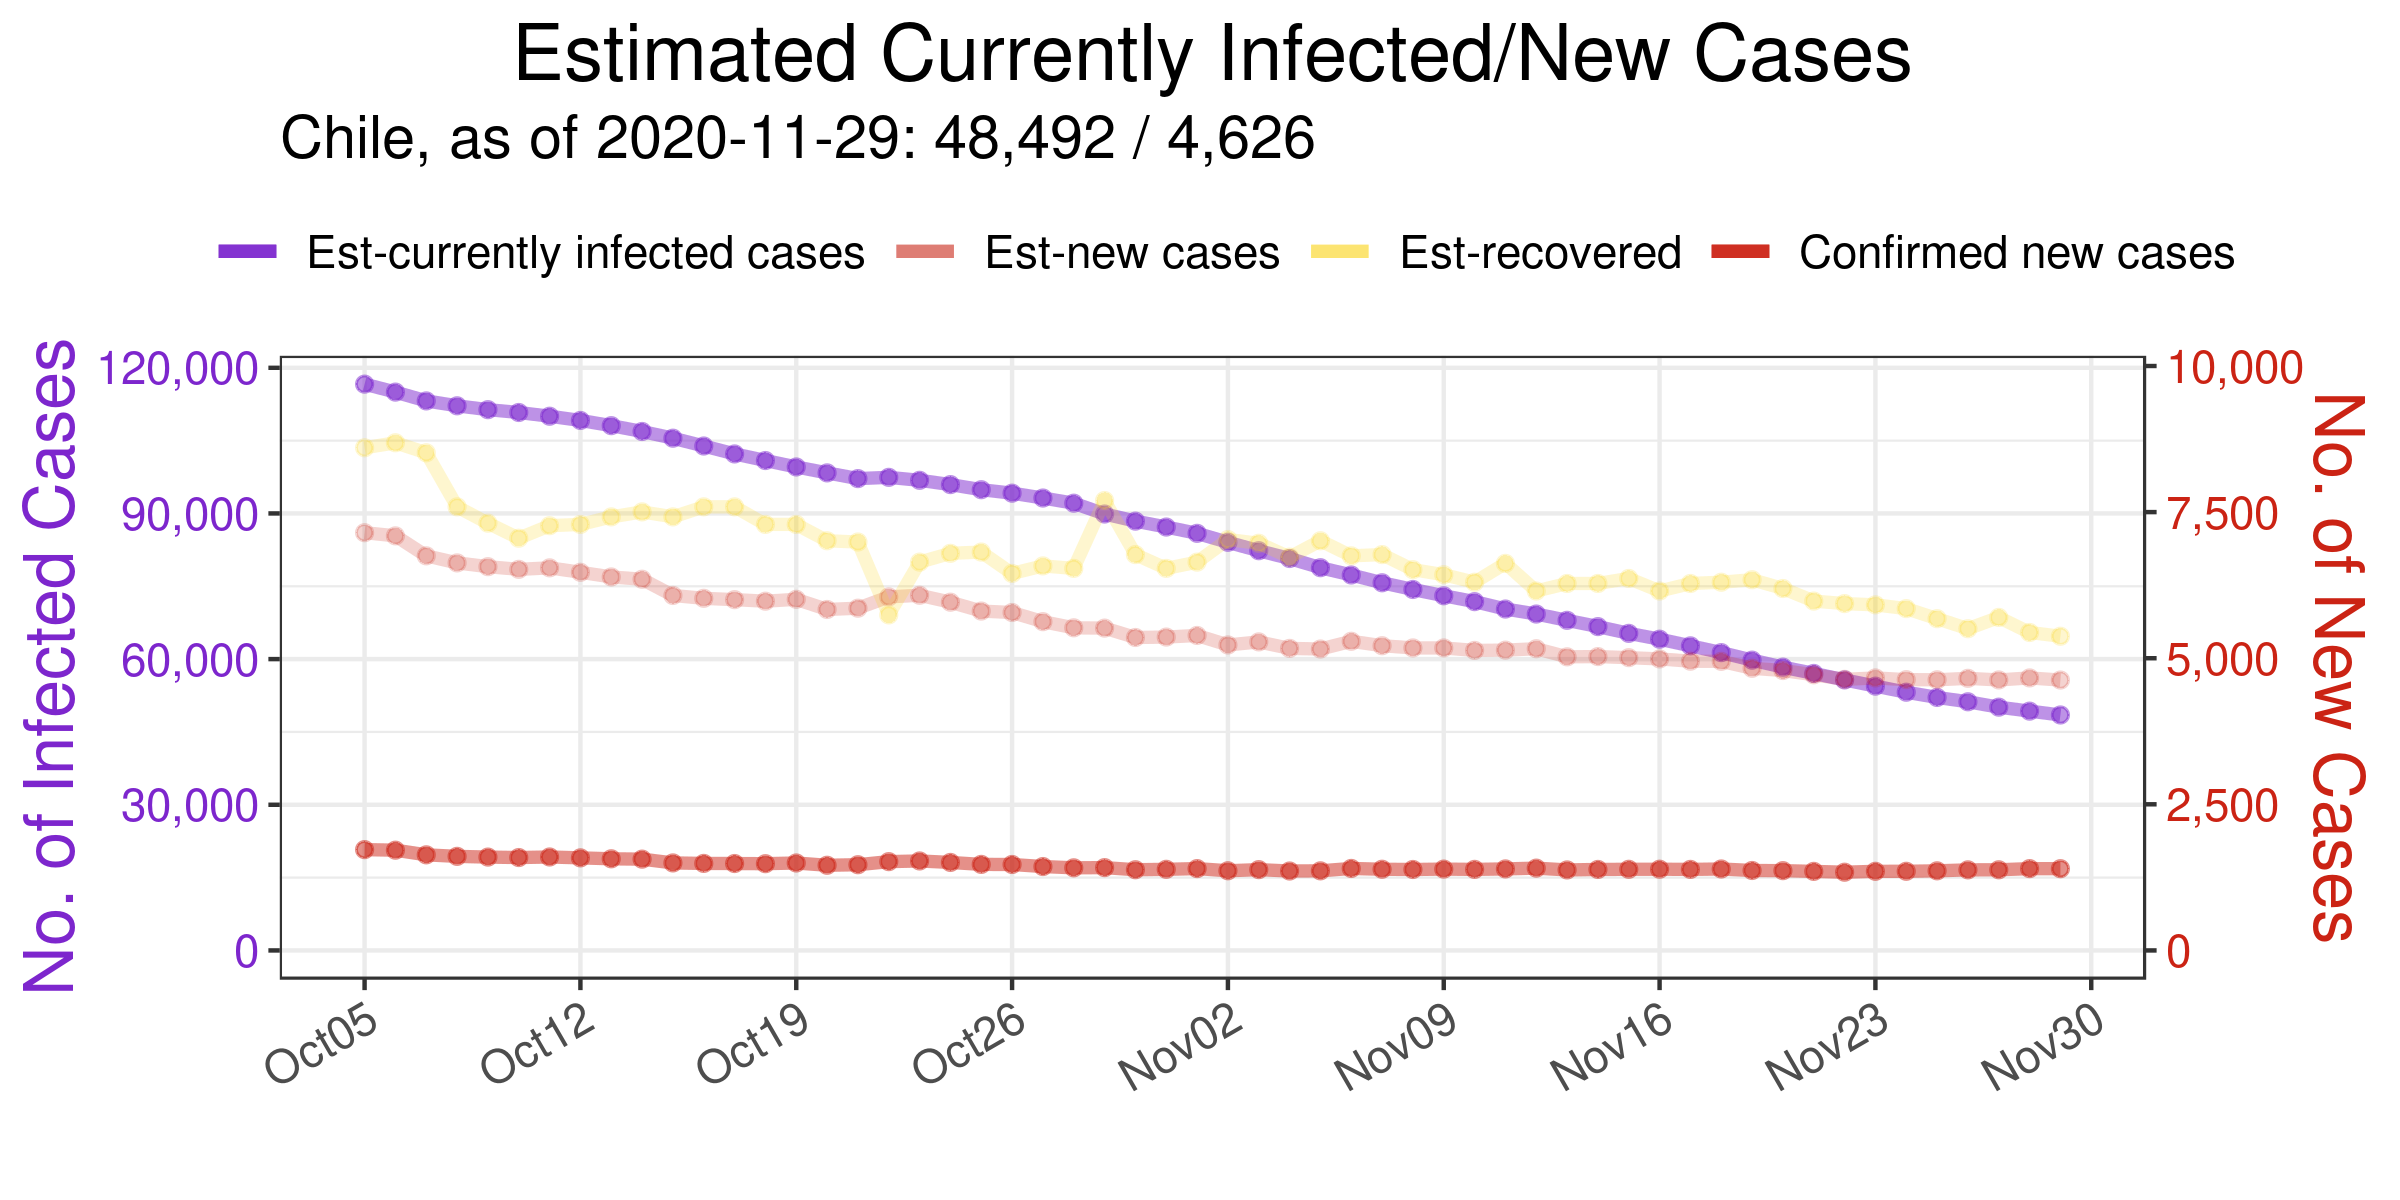 Estimated Currently Infected/New Cases
Chile, as of 2020-11-29: 48,492 / 4,626
Est-currently infected cases Est-new cases Est-recovered Confirmed new cases
No. of Infected Cases
120,000
90,000
60,000
30,000
0
10,000
7,500
5,000
2,500
0
No. of New Cases
Oct05 Oct12 Oct19 Oct26 Nov02 Nov09 Nov16 Nov23 Nov30